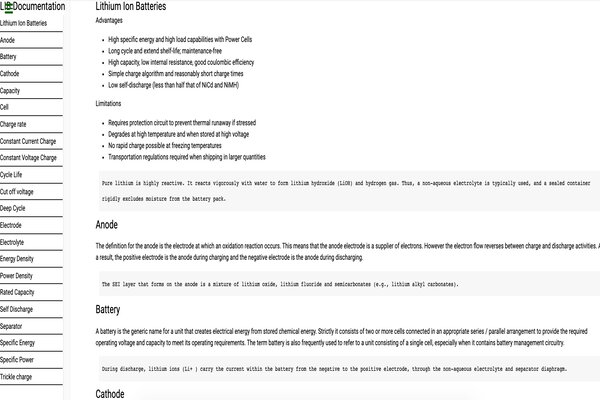 Documentation
Lithium Ion Batteries
Anode
Battery
Cathode
Capacity
Cell
Charge rate
Constant Current Charge
Constant Voltage Charge
Cycle Life
Cut off voltage
Deep Cycle
Electrode
Electrolyte
Energy Density
Power Density
Rated Capacity
Self Discharge
Separator
Specific Energy
Specific Power
Trickle charge
Lithium Ion Batteries
Advantages
High specific energy and high load capabilities with Power Cells
Long cycle and extend shelf-life; maintenance-free
High capacity, low internal resistance, good coulombic efficiency
Simple charge algorithm and reasonably short charge times
Low self-discharge (less than half that of NiCd and NiMH)
Limitations
Requires protection circuit to prevent thermal runaway if stressed
Degrades at high temperature and when stored at high voltage
No rapid charge possible at freezing temperatures
Transportation regulations required when shipping in larger quantities
Pure lithium is highly reactive. It reacts vigorously with water to form lithium hydroxide (LiOH) and hydrogen gas. Thus, a non-aqueous electrolyte is typically used, and a sealed container
rigidly excludes moisture from the battery pack.
Anode
The definition for the anode is the electrode at which an oxidation reaction occurs. This means that the anode electrode is a supplier of electrons. However the electron flow reverses between charge and discharge activities. A
a result, the positive electrode is the anode during charging and the negative electrode is the anode during discharging.
The SEI layer that forms on the anode is a mixture of lithium oxide, lithium fluoride and semicarbonates (e.g., lithium alkyl carbonates).
Battery
A battery is the generic name for a unit that creates electrical energy from stored chemical energy. Strictly it consists of two or more cells connected in an appropriate series / parallel arrangement to provide the required
operating voltage and capacity to meet its operating requirements. The term battery is also frequently used to refer to a unit consisting of a single cell, especially when it contains battery management circuitry.
During discharge, lithium ions (Li+ ) carry the current within the battery from the negative to the positive electrode, through the non-aqueous electrolyte and separator diaphragm.
Cathode